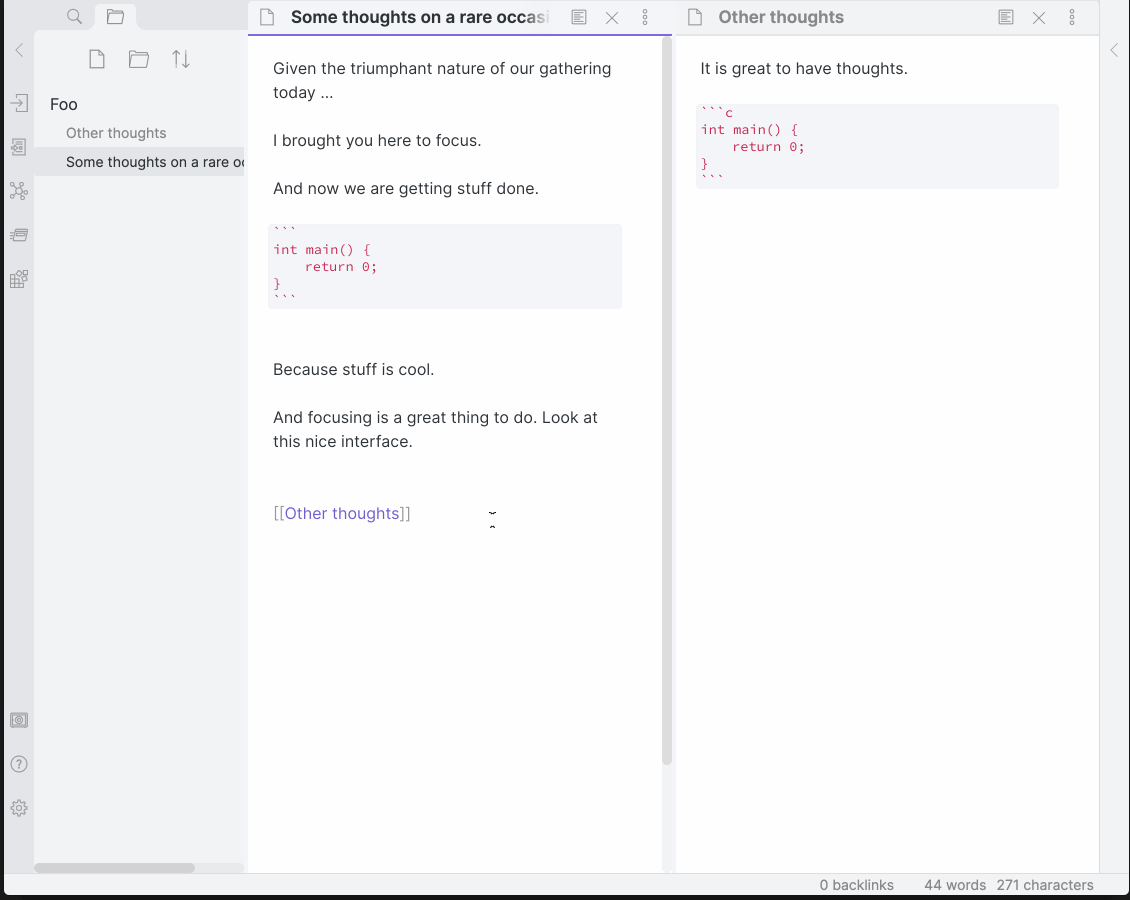 Some thoughts on a rare occasi
Other thoughts
Foo
Other thoughts
Some thoughts on a rare oc
Given the triumphant nature of our gathering
today ...
I brought you here to focus.
And now we are getting stuff done.
```
int main() {
    return 0;
}
```
Because stuff is cool.
And focusing is a great thing to do. Look at
this nice interface.
[[Other thoughts]]
It is great to have thoughts.
```c
int main() {
    return 0;
}
```
0 backlinks 44 words 271 characters